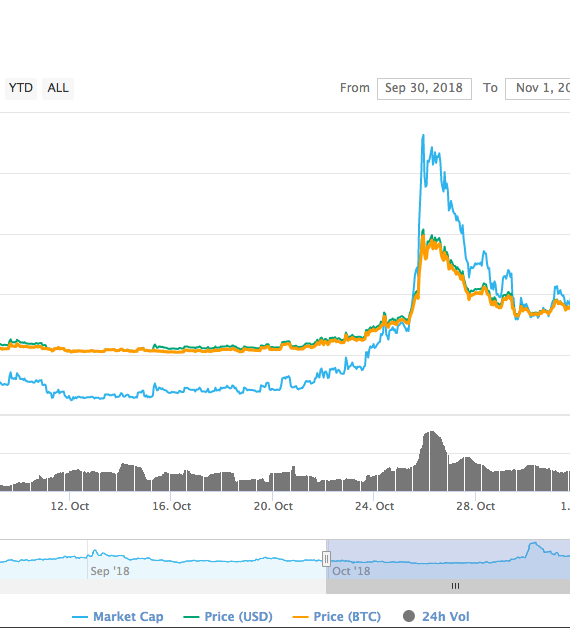 YTD ALL From Sep 30, 2018 To Nov 1, 20
12. Oct 16. Oct 20. Oct 24 Oct 28. Oct 1.
Sep '18 Oct '18
Market Cap Price (USD) Price (BTC) 24h Vol